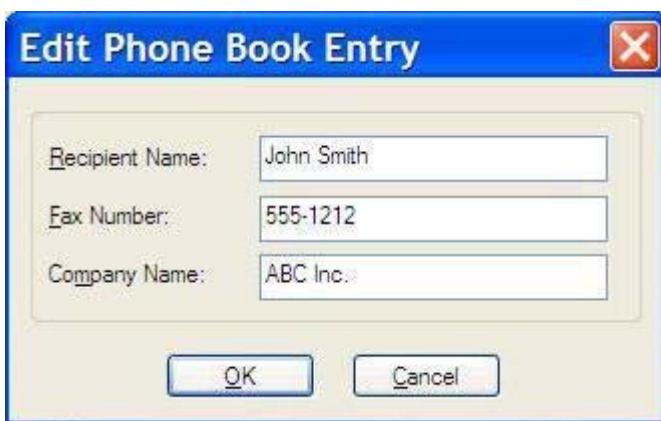 Edit Phone Book Entry
Recipient Name: John Smith
Fax Number: 555-1212
Company Name: ABC Inc.
OK Cancel